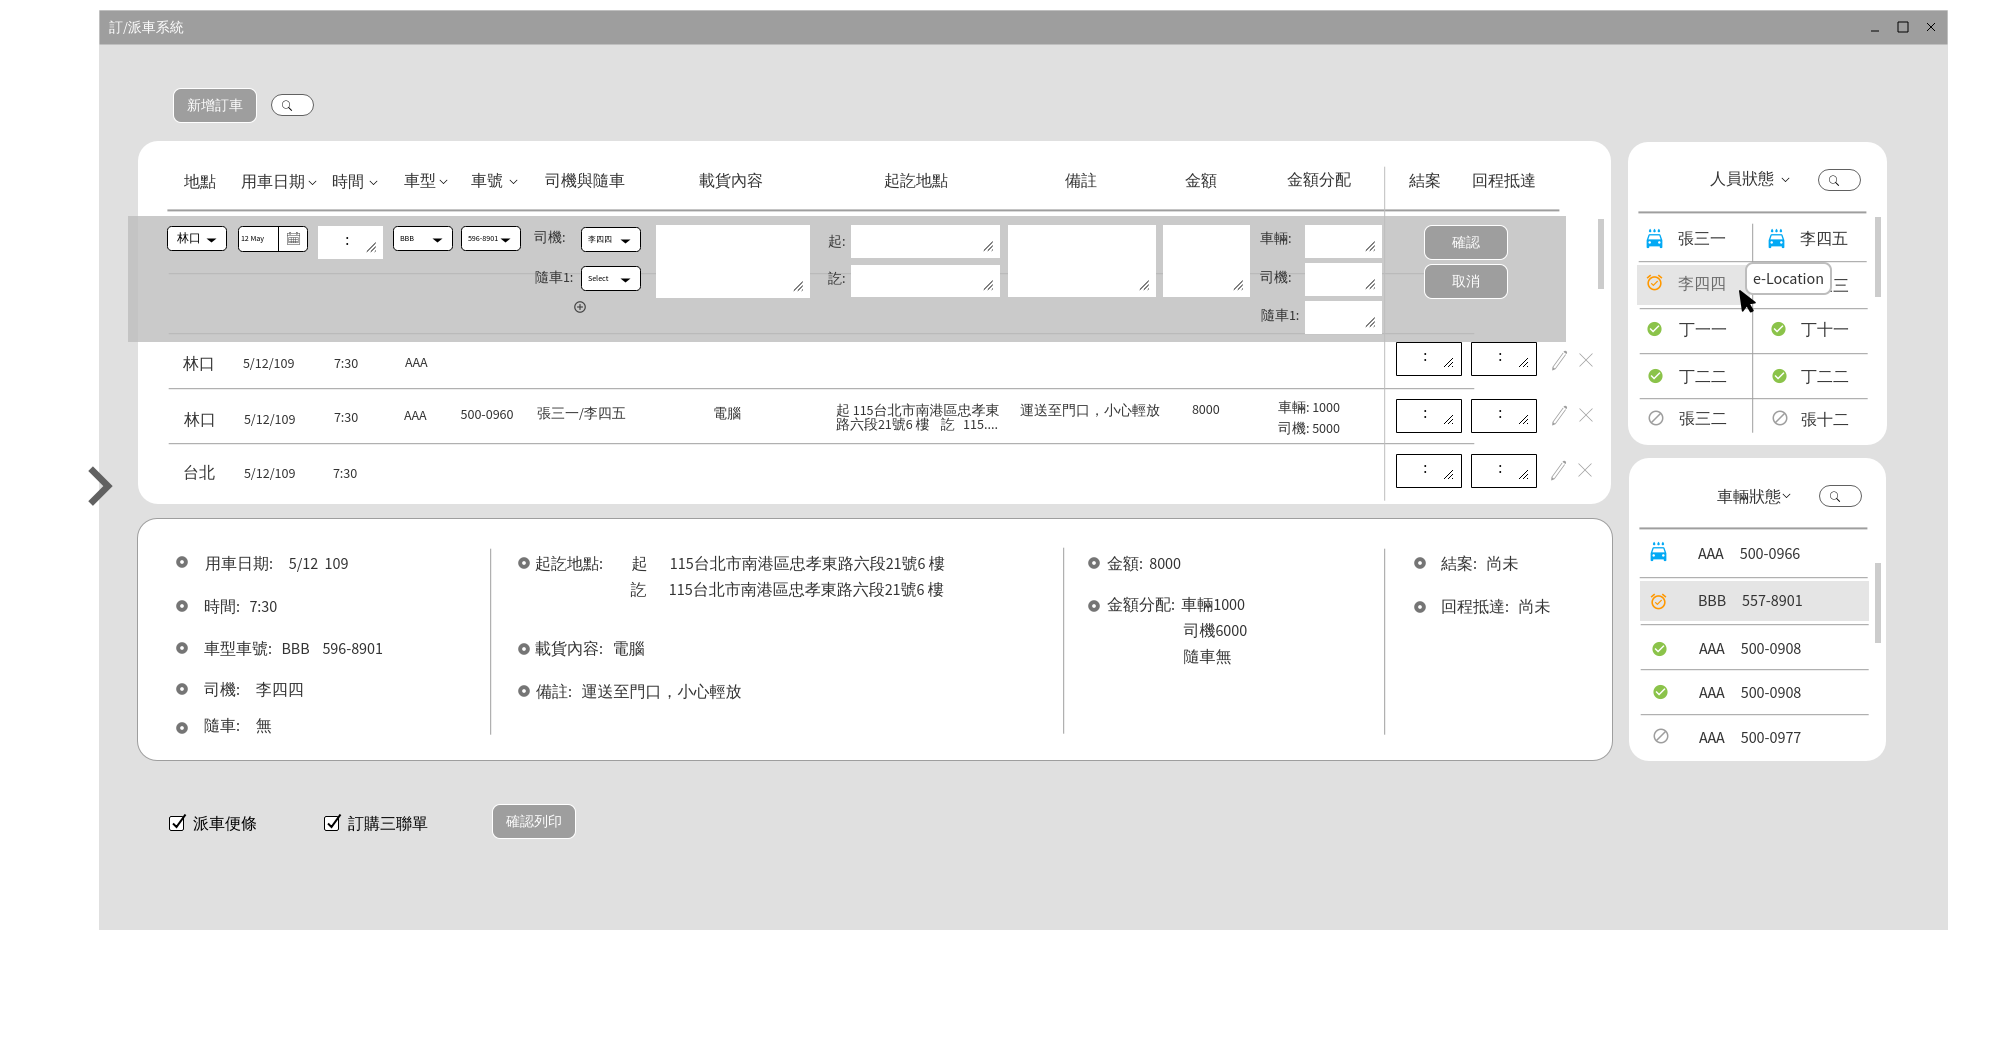 訂/派車系統
新增訂車
地點 用車日期 時間 車型 車號 司機與隨車 載貨內容 起訖地點 備註 金額 金額分配 結案 回程抵達
林口 12 May : BBB 596-8901 司機: 李四四 起: 車輛: 確認
隨車1: Select 訖: 司機: 取消
隨車1:
林口 5/12/109 7:30 AAA : :
林口 5/12/109 7:30 AAA 500-0960 張三一/李四五 電腦 起 115台北市南港區忠孝東 運送至門口，小心輕放 8000 車輛: 1000 : :
路六段21號6 樓 訖 115.... 司機: 5000
台北 5/12/109 7:30 : :
人員狀態
張三一 李四五
李四四 三
e-Location
丁一一 丁十一
丁二二 丁二二
張三二 張十二
用車日期: 5/12 109
時間: 7:30
車型車號: BBB 596-8901
司機: 李四四
隨車: 無
起訖地點: 起 115台北市南港區忠孝東路六段21號6 樓
訖 115台北市南港區忠孝東路六段21號6 樓
載貨內容: 電腦
備註: 運送至門口，小心輕放
金額: 8000
金額分配: 車輛1000
司機6000
隨車無
結案: 尚未
回程抵達: 尚未
車輛狀態
AAA 500-0966
BBB 557-8901
AAA 500-0908
AAA 500-0908
AAA 500-0977
派車便條 訂購三聯單 確認列印